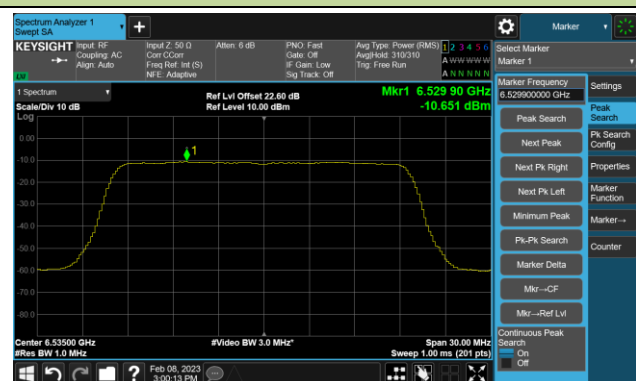 Spectrum Analyzer 1
Swept SA
+
Marker
KEYSIGHT
Input: RF
Coupling: AC
Align: Auto
Input Z: 50 Ω
Corr CCorr
Freq Ref: Int (S)
NFE: Adaptive
Atten: 6 dB
PNO: Fast
Gate: Off
IF Gain: Low
Sig Track: Off
Avg Type: Power (RMS)
Avg|Hold: 310/310
Trig: Free Run
1 2 3 4 5 6
A W W W W W
A N N N N N
Select Marker
Marker 1
LV
1 Spectrum
Scale/Div 10 dB
Log
Ref Lvl Offset 22.60 dB
Ref Level 10.00 dBm
Mkr1 6.529 90 GHz
-10.651 dBm
0.00
-10.0
-20.0
-30.0
-40.0
-50.0
-60.0
-70.0
-80.0
1
Center 6.53500 GHz
#Res BW 1.0 MHz
#Video BW 3.0 MHz*
Span 30.00 MHz
Sweep 1.00 ms (201 pts)
Marker Frequency
6.529900000 GHz
Peak Search
Next Peak
Next Pk Right
Next Pk Left
Minimum Peak
Pk-Pk Search
Marker Delta
Mkr→CF
Mkr→Ref Lvl
Continuous Peak
Search
On
Off
Settings
Peak
Search
Pk Search
Config
Properties
Marker
Function
Marker→
Counter
?
Feb 08, 2023
3:00:13 PM